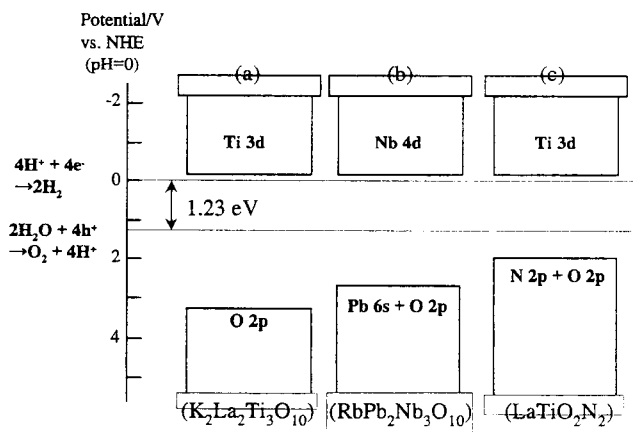 Potential/V
vs. NHE
(pH=0)
(a)
(b)
(c)
-2
Ti 3d
Nb 4d
Ti 3d
4H⁺ + 4e⁻
→2H₂
0
1.23 eV
2H₂O + 4h⁺
→O₂ + 4H⁺
2
N 2p + O 2p
Pb 6s + O 2p
O 2p
4
(K₂La₂Ti₃O₁₀)
(RbPb₂Nb₃O₁₀)
(LaTiO₂N₂)